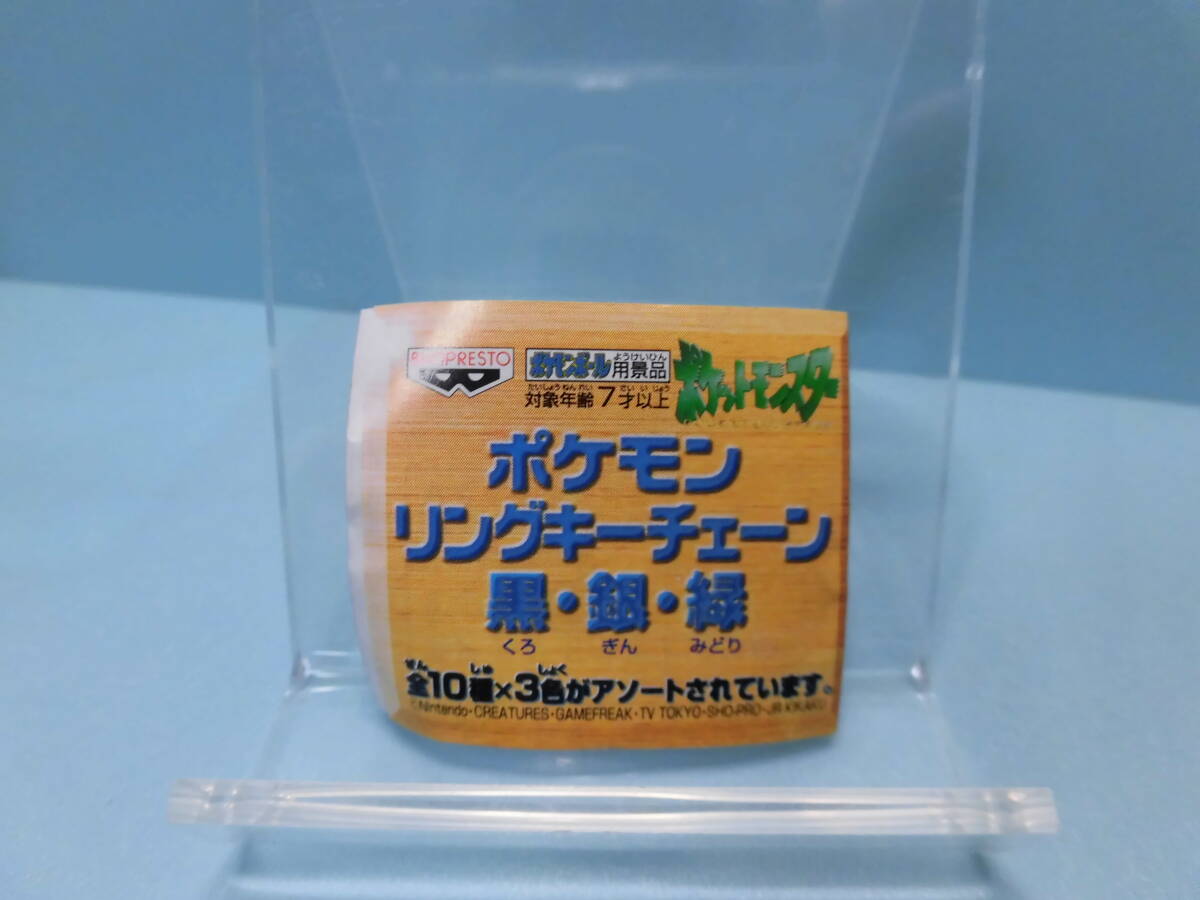 BANPRESTO
ポケモンボール用景品
ようけいひん
たいしょうねんれい さいいじょう
対象年齢7才以上
ポケットモンスター
ポケモン
リングキーチェーン
黒・銀・緑
くろ ぎん みどり
ぜん しゅ しょく
全10種×3色がアソートされています。
©Nintendo・CREATURES・GAMEFREAK・TV TOKYO・SHO-PRO・JR KIKAKU